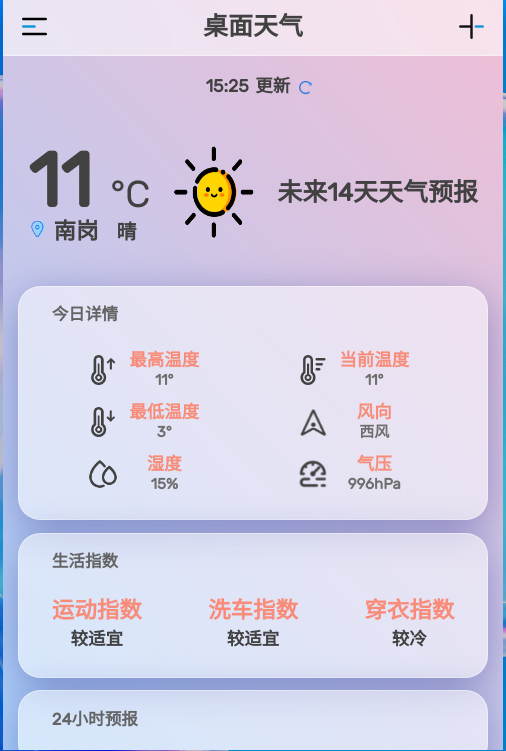 桌面天气
15:25 更新
11 °C
未来14天天气预报
南岗 晴
今日详情
最高温度 当前温度
11° 11°
最低温度 风向
3° 西风
湿度 气压
15% 996hPa
生活指数
运动指数 洗车指数 穿衣指数
较适宜 较适宜 较冷
24小时预报